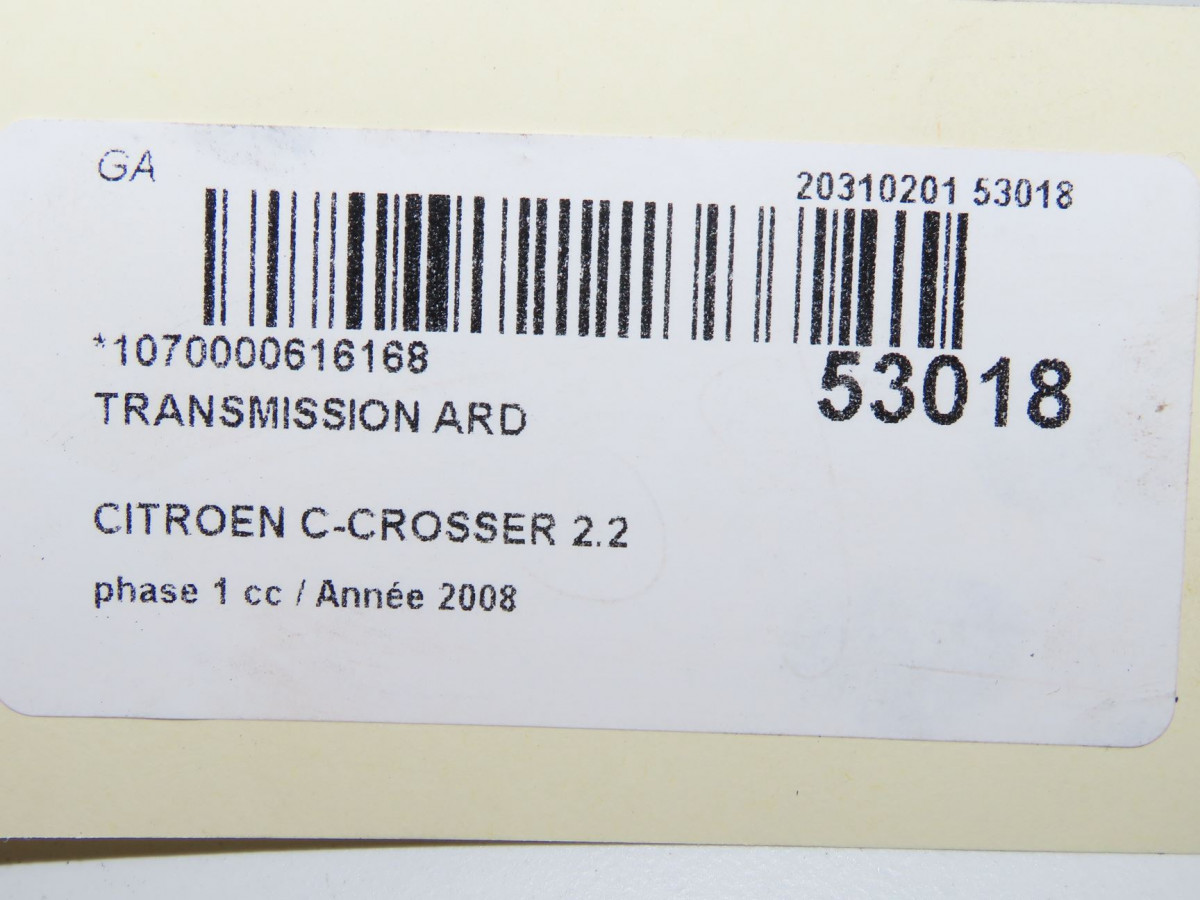 GA
20310201 53018
*1070000616168
53018
TRANSMISSION ARD
CITROEN C-CROSSER 2.2
phase 1 cc / Année 2008